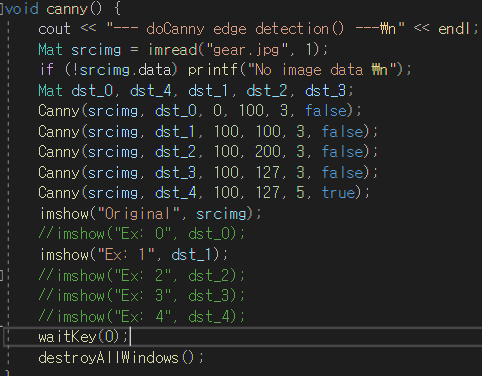 void canny() {
cout << "--- doCanny edge detection() ---₩n" << endl;
Mat srcimg = imread("gear.jpg", 1);
if (!srcimg.data) printf("No image data ₩n");
Mat dst_0, dst_4, dst_1, dst_2, dst_3;
Canny(srcimg, dst_0, 0, 100, 3, false);
Canny(srcimg, dst_1, 100, 100, 3, false);
Canny(srcimg, dst_2, 100, 200, 3, false);
Canny(srcimg, dst_3, 100, 127, 3, false);
Canny(srcimg, dst_4, 100, 127, 5, true);
imshow("Original", srcimg);
//imshow("Ex: 0", dst_0);
imshow("Ex: 1", dst_1);
//imshow("Ex: 2", dst_2);
//imshow("Ex: 3", dst_3);
//imshow("Ex: 4", dst_4);
waitKey(0);
destroyAllWindows();